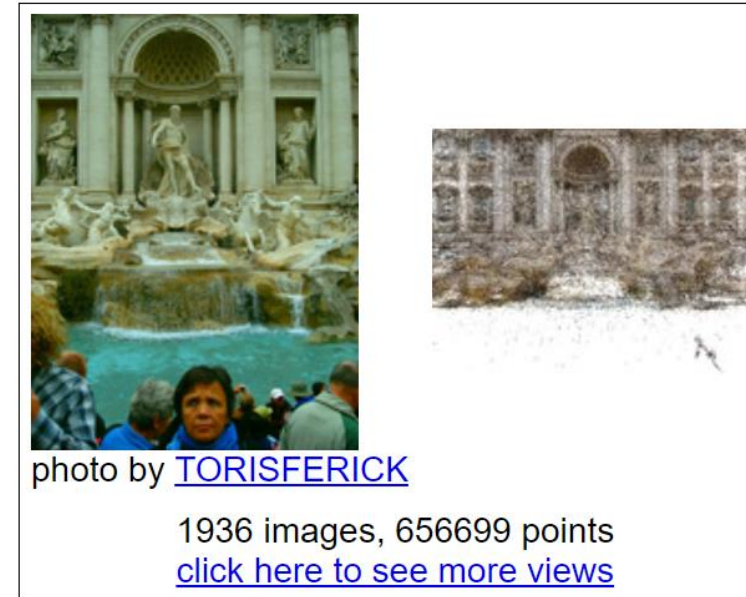 photo by TORISFERICK
1936 images, 656699 points
click here to see more views